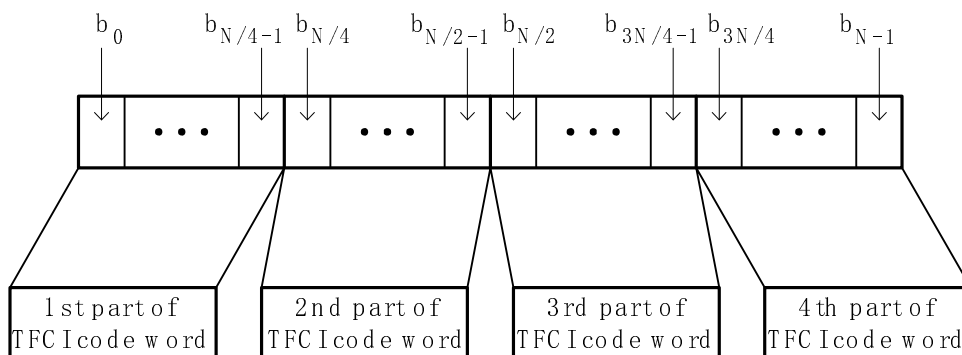 b0 bN/4-1 bN/4 bN/2-1 bN/2 b3N/4-1 b3N/4 bN-1
1st part of
TFCI code word
2nd part of
TFCI code word
3rd part of
TFCI code word
4th part of
TFCI code word